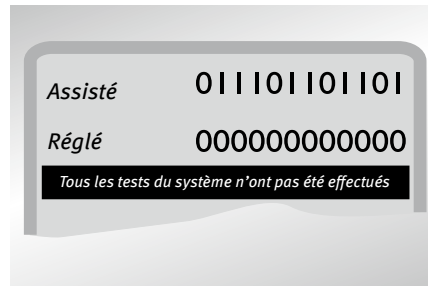 Assisté 011101101101
Réglé 000000000000
Tous les tests du système n'ont pas été effectués